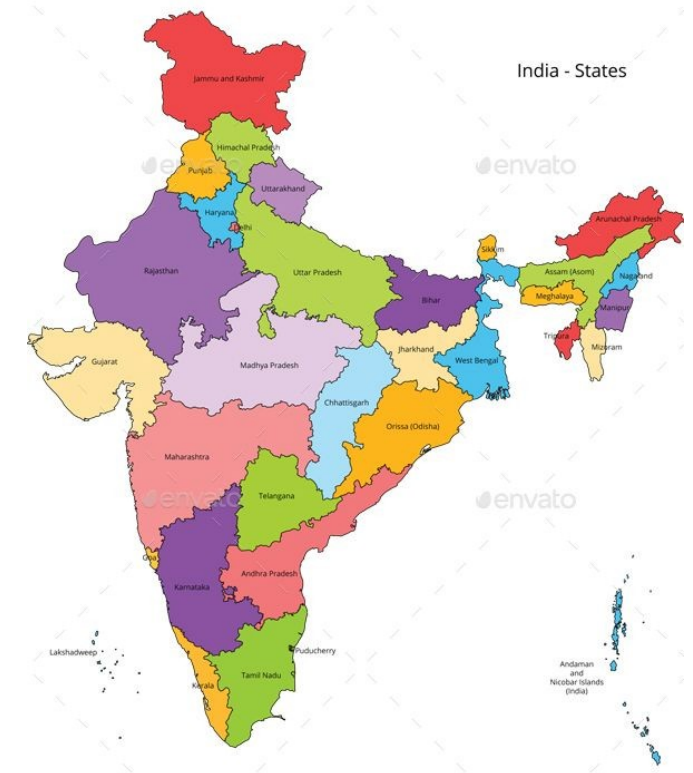 India - States
Jammu and Kashmir
Himachal Pradesh
Punjab
Uttarakhand
Haryana
Delhi
Arunachal Pradesh
Rajasthan
Uttar Pradesh
Sikkim
Assam (Asom)
Nagaland
Bihar
Meghalaya
Manipur
Gujarat
Madhya Pradesh
Jharkhand
West Bengal
Tripura
Mizoram
Chhattisgarh
Orissa (Odisha)
Maharashtra
Telangana
Goa
Andhra Pradesh
Karnataka
Lakshadweep
Puducherry
Kerala
Tamil Nadu
Andaman
and
Nicobar Islands
(India)
envato
envato
envato
envato